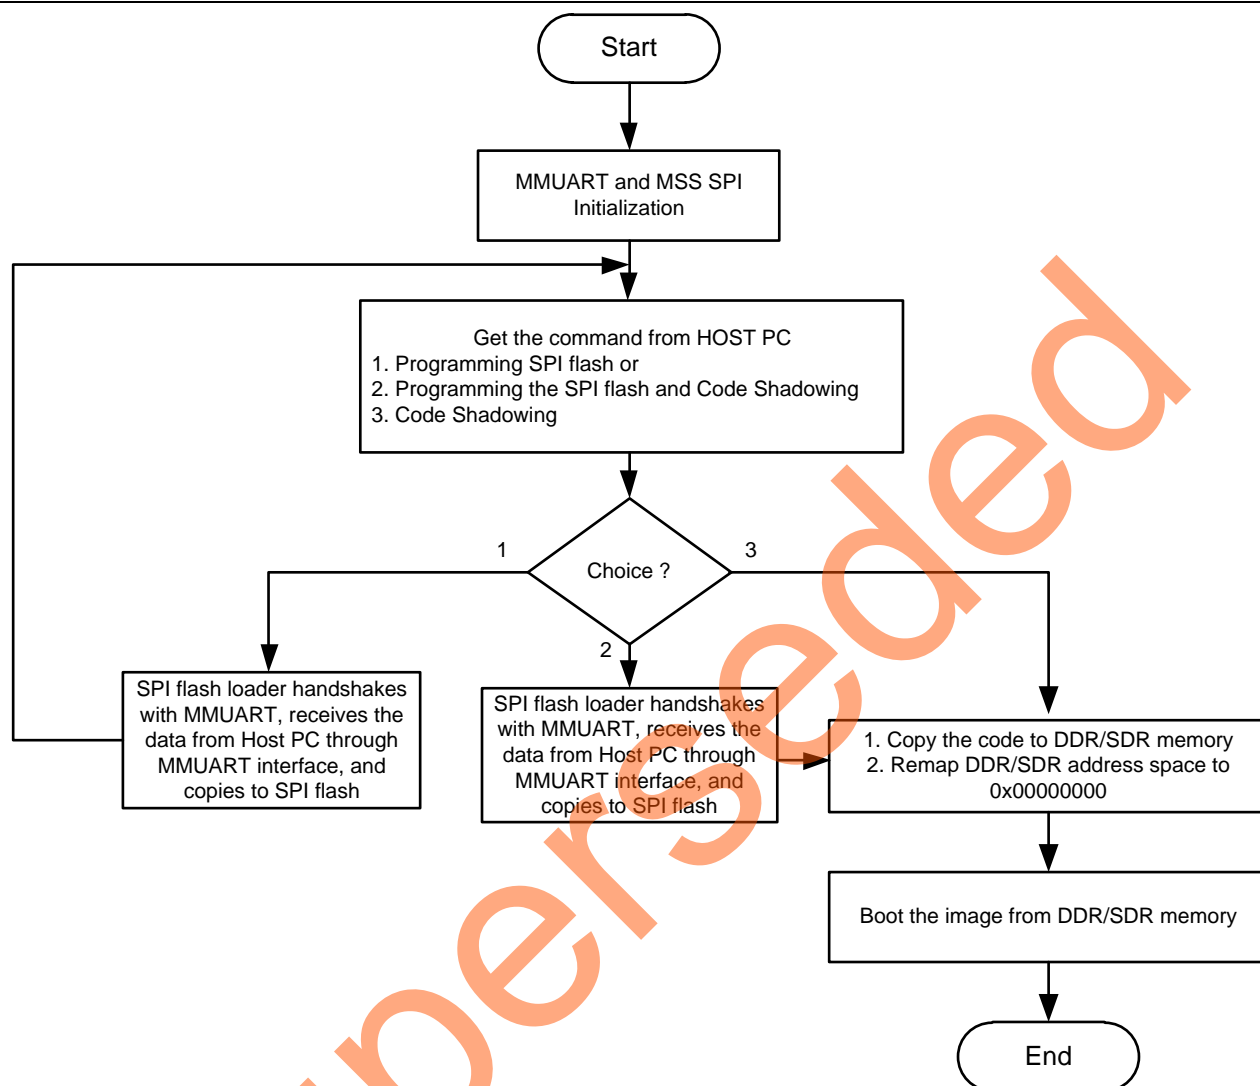 Start
MMUART and MSS SPI
Initialization
Get the command from HOST PC
1. Programming SPI flash or
2. Programming the SPI flash and Code Shadowing
3. Code Shadowing
1
Choice ?
3
2
SPI flash loader handshakes
with MMUART, receives the
data from Host PC through
MMUART interface, and
copies to SPI flash
SPI flash loader handshakes
with MMUART, receives the
data from Host PC through
MMUART interface, and
copies to SPI flash
1. Copy the code to DDR/SDR memory
2. Remap DDR/SDR address space to
0x00000000
Boot the image from DDR/SDR memory
End
perseded